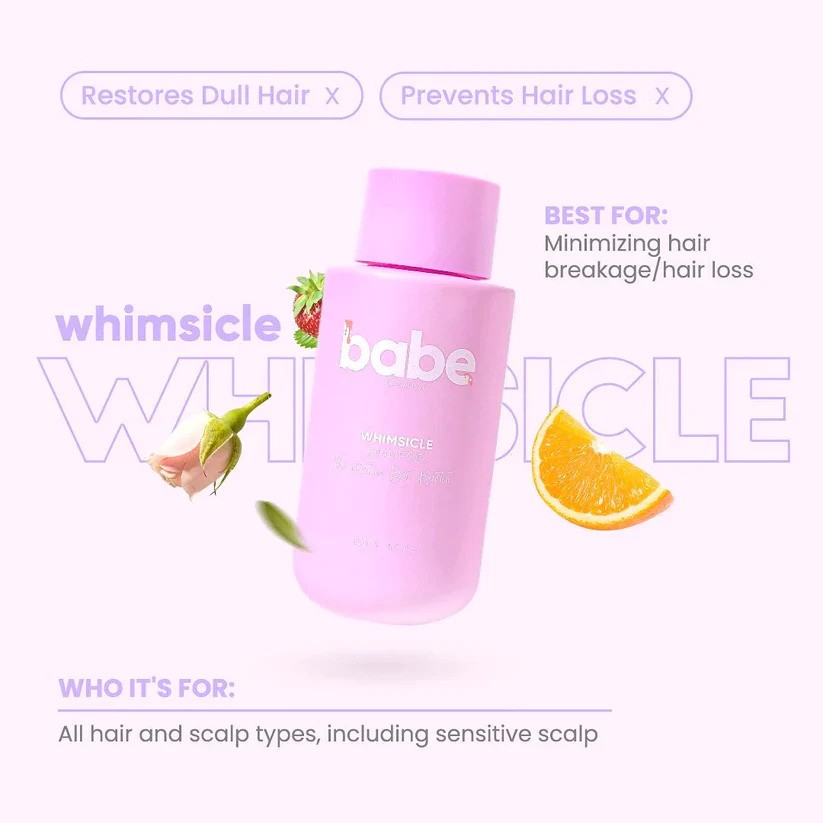 Restores Dull Hair X
Prevents Hair Loss X
BEST FOR:
Minimizing hair
breakage/hair loss
whimsicle
WHIMSICLE
babe
WHIMSICLE
WHO IT'S FOR:
All hair and scalp types, including sensitive scalp